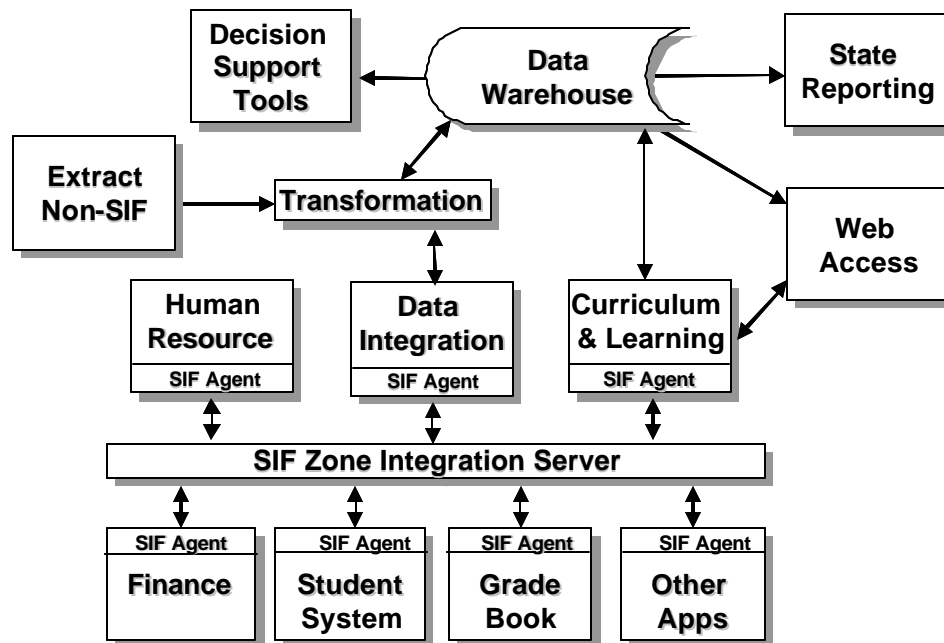 Decision
Support
Tools
Data
Warehouse
State
Reporting
Extract
Non-SIF
Transformation
Web
Access
Human
Resource
SIF Agent
Data
Integration
SIF Agent
Curriculum
& Learning
SIF Agent
SIF Zone Integration Server
SIF Agent
Finance
SIF Agent
Student
System
SIF Agent
Grade
Book
SIF Agent
Other
Apps